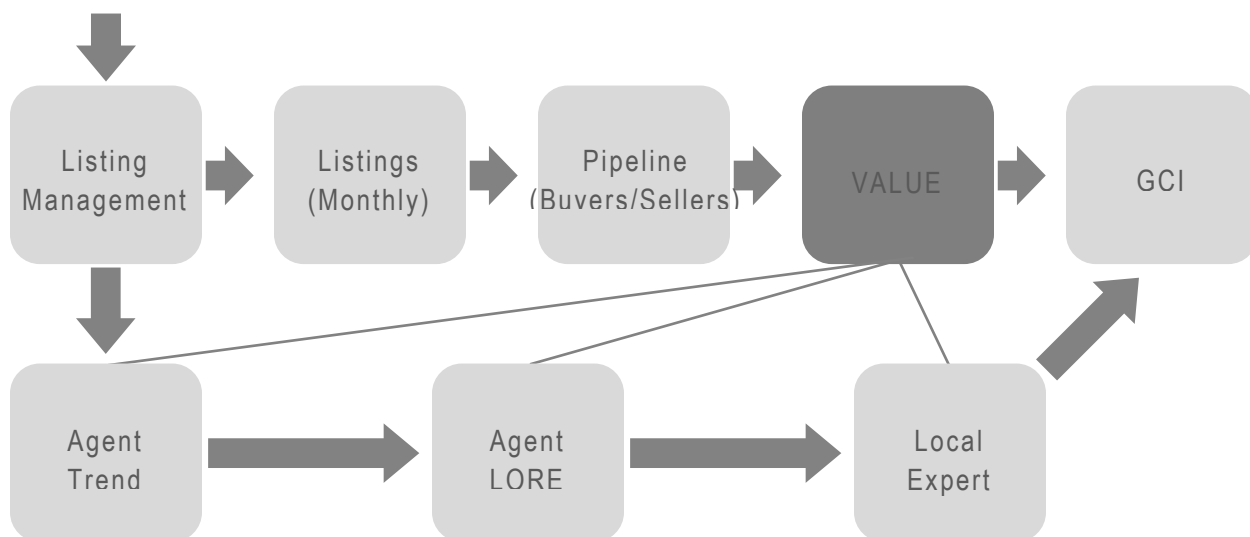 Listing
Management
Listings
(Monthly)
Pipeline
(Buyers/Sellers)
VALUE
GCI
Agent
Trend
Agent
LORE
Local
Expert